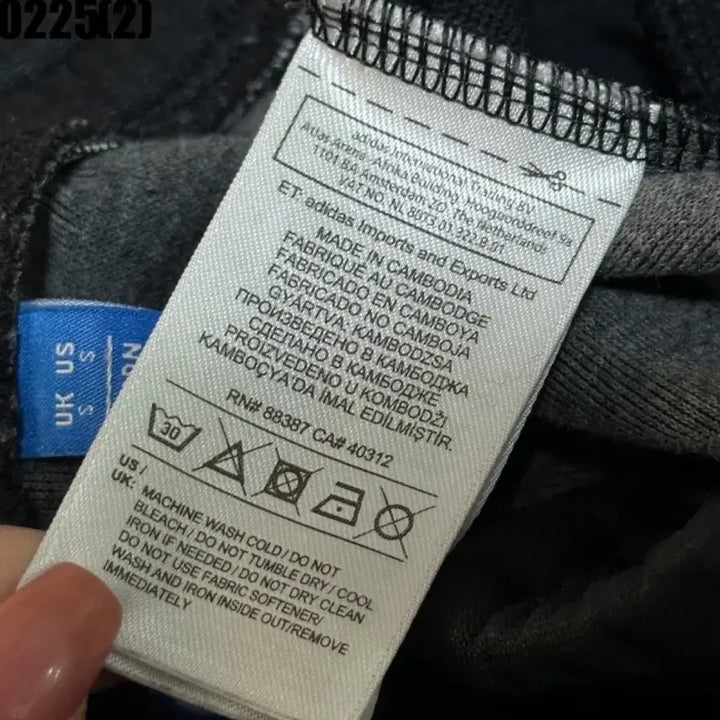 0225(2)
adidas International Trading BV.
Atlas Arena, Afrika Building, Hoogoorddreef 9a
1101 BA Amsterdam ZO, The Netherlands
VAT NO. NL 8073.01.322.B.01
ET: adidas Imports and Exports Ltd
MADE IN CAMBODIA
FABRIQUÉ AU CAMBODGE
FABRICADO EN CAMBOYA
FABRICADO NO CAMBOJA
GYÁRTVA: KAMBODZSA
ПРОИЗВЕДЕНО В КАМБОДЖА
СДЕЛАНО В КАМБОДЖЕ
PROIZVEDENO U KOMBODŽI
KAMBOÇYA'DA İMAL EDİLMİŞTİR.
RN# 88387 CA# 40312
30
US /
UK: MACHINE WASH COLD / DO NOT
BLEACH / DO NOT TUMBLE DRY / COOL
IRON IF NEEDED / DO NOT DRY CLEAN
DO NOT USE FABRIC SOFTENER/
WASH AND IRON INSIDE OUT/REMOVE
IMMEDIATELY
US S
UK S